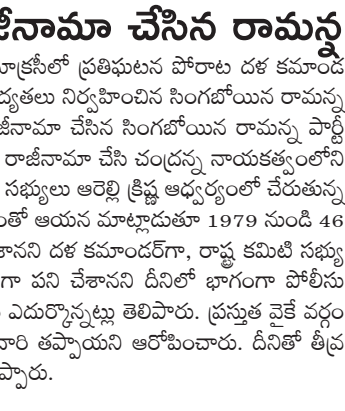 జీనామా చేసిన రామన్న
మాక్రసీలో ప్రతిఘటన పోరాట దళ కమాండ
ద్యతలు నిర్వహించిన సింగబోయిన రామన్న
జీనామా చేసిన సింగబోయిన రామన్న పార్టీ
రాజీనామా చేసి చంద్రన్న నాయకత్వంలోని
సభ్యులు ఆరెల్లి క్రిష్ణ ఆధ్వర్యంలో చేరుతున్న
ంతో ఆయన మాట్లాడుతూ 1979 నుండి 46
శానని దళ కమాండర్‌గా, రాష్ట్ర కమిటి సభ్యు
గా పని చేశానని దీనిలో భాగంగా పోలీసు
ఎదుర్కొన్నట్లు తెలిపారు. ప్రస్తుత వైకే వర్గం
వారి తప్పాయని ఆరోపించారు. దీనితో తీవ్ర
ప్పారు.